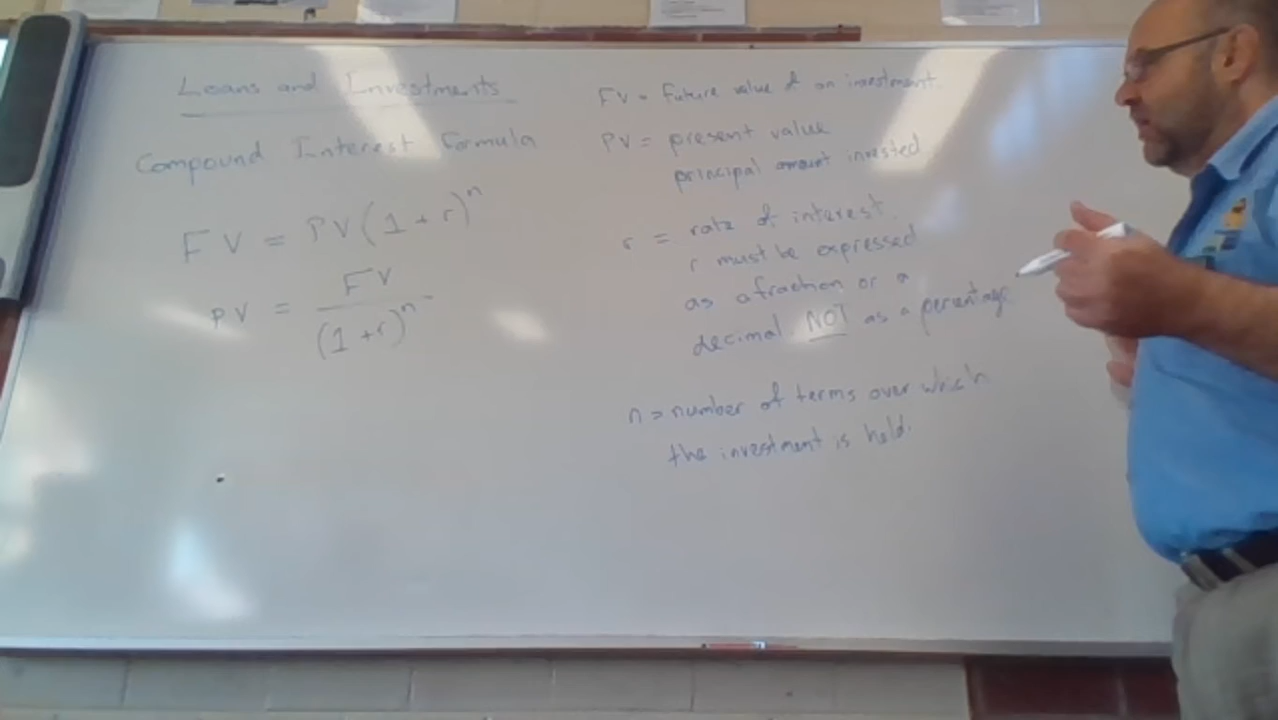 Loans and Investments
Compound Interest Formula
FV = PV(1+r)^n
PV = FV / (1+r)^n
FV = Future value of an investment.
PV = present value
principal amount invested
r = rate of interest.
r must be expressed
as a fraction or a
decimal NOT as a percentage.
n = number of terms over which
the investment is held.